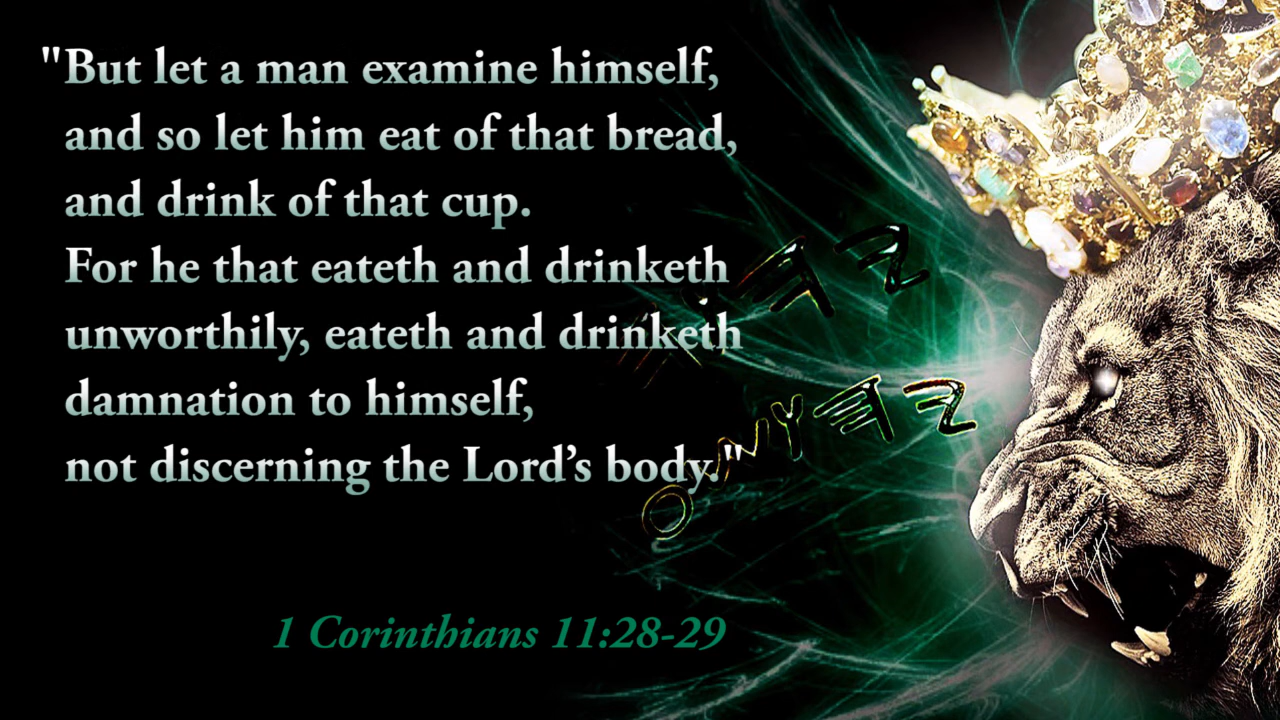 "But let a man examine himself,
and so let him eat of that bread,
and drink of that cup.
For he that eateth and drinketh
unworthily, eateth and drinketh
damnation to himself,
not discerning the Lord’s body."
1 Corinthians 11:28-29